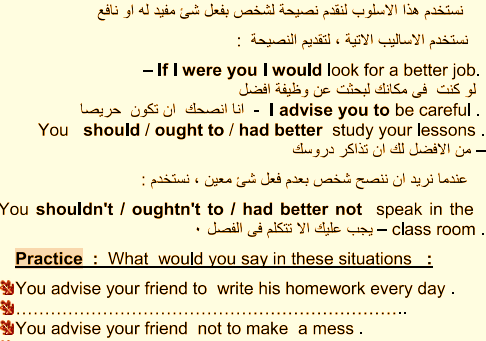 نستخدم هذا الاسلوب لنقدم نصيحة لشخص بفعل شئ مفيد له او نافع
نستخدم الاساليب الاتية ، لتقديم النصيحة :
– If I were you I would look for a better job.
لو كنت فى مكانك لبحثت عن وظيفة افضل
انا انصحك ان تكون حريصا - I advise you to be careful .
You should / ought to / had better study your lessons .
– من الافضل لك ان تذاكر دروسك
عندما نريد ان ننصح شخص بعدم فعل شئ معين ، نستخدم :
You shouldn't / oughtn't to / had better not speak in the
class room . – يجب عليك الا تتكلم فى الفصل .
Practice : What would you say in these situations :
You advise your friend to write his homework every day .
……………………………………………………………..
You advise your friend not to make a mess .